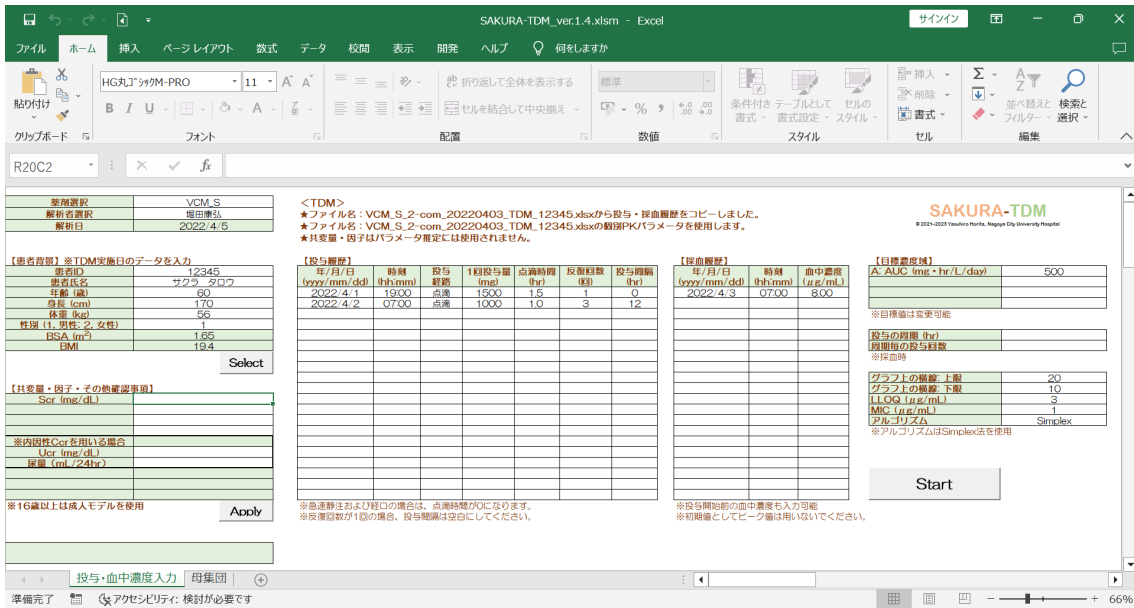 SAKURA-TDM_ver.1.4.xlsm - Excel
サインイン
ファイル ホーム 挿入 ページ レイアウト 数式 データ 校閲 表示 開発 ヘルプ 何をしますか
貼り付け
HG丸ｺﾞｼｯｸM-PRO 11
折り返して全体を表示する
標準
B I U
セルを結合して中央揃え
条件付き書式
テーブルとして書式設定
セルのスタイル
挿入
削除
書式
並べ替えと フィルター
検索と 選択
クリップボード フォント 配置 数値 スタイル セル 編集
R20C2 fx
薬剤選択 VCM_S
解析者選択 堀田康弘
解析日 2022/4/5
<TDM>
★ファイル名：VCM_S_2-com_20220403_TDM_12345.xlsxから投与・採血履歴をコピーしました。
★ファイル名：VCM_S_2-com_20220403_TDM_12345.xlsxの個別PKパラメータを使用します。
★共変量・因子はパラメータ推定には使用されません。
SAKURA-TDM
© 2021-2023 Yasuhiro Horita, Nagoya City University Hospital
【患者背景】※TDM実施日のデータを入力
患者ID 12345
患者氏名 サクラ タロウ
年齢（歳） 60
身長（cm） 170
体重（kg） 56
性別（1, 男性; 2, 女性） 1
BSA（m²） 1.65
BMI 19.4
Select
【共変量・因子・その他確認事項】
Scr（mg/dL）
※内因性Ccrを用いる場合
Ucr（mg/dL）
尿量（mL/24hr）
※16歳以上は成人モデルを使用
Apply
【投与履歴】
年/月/日 (yyyy/mm/dd) 時刻 (hh:mm) 投与経路 1回投与量 (mg) 点滴時間 (hr) 反復回数 (回) 投与間隔 (hr)
2022/4/1 19:00 点滴 1500 1.5 1 0
2022/4/2 07:00 点滴 1000 1.0 3 12
※急速静注および経口の場合は、点滴時間が0になります。
※反復回数が1回の場合、投与間隔は空白にしてください。
【採血履歴】
年/月/日 (yyyy/mm/dd) 時刻 (hh:mm) 血中濃度 (μg/mL)
2022/4/3 07:00 8.00
※投与開始前の血中濃度も入力可能
※初期値としてピーク値は用いないでください。
【目標濃度域】
A: AUC (mg・hr/L/day) 500
※目標値は変更可能
投与の周期 (hr)
周期毎の投与回数
※採血時
グラフ上の横線: 上限 20
グラフ上の横線: 下限 10
LLOQ (μg/mL) 3
MIC (μg/mL) 1
アルゴリズム Simplex
※アルゴリズムはSimplex法を使用
Start
投与・血中濃度入力 母集団
準備完了 アクセシビリティ: 検討が必要です 66%